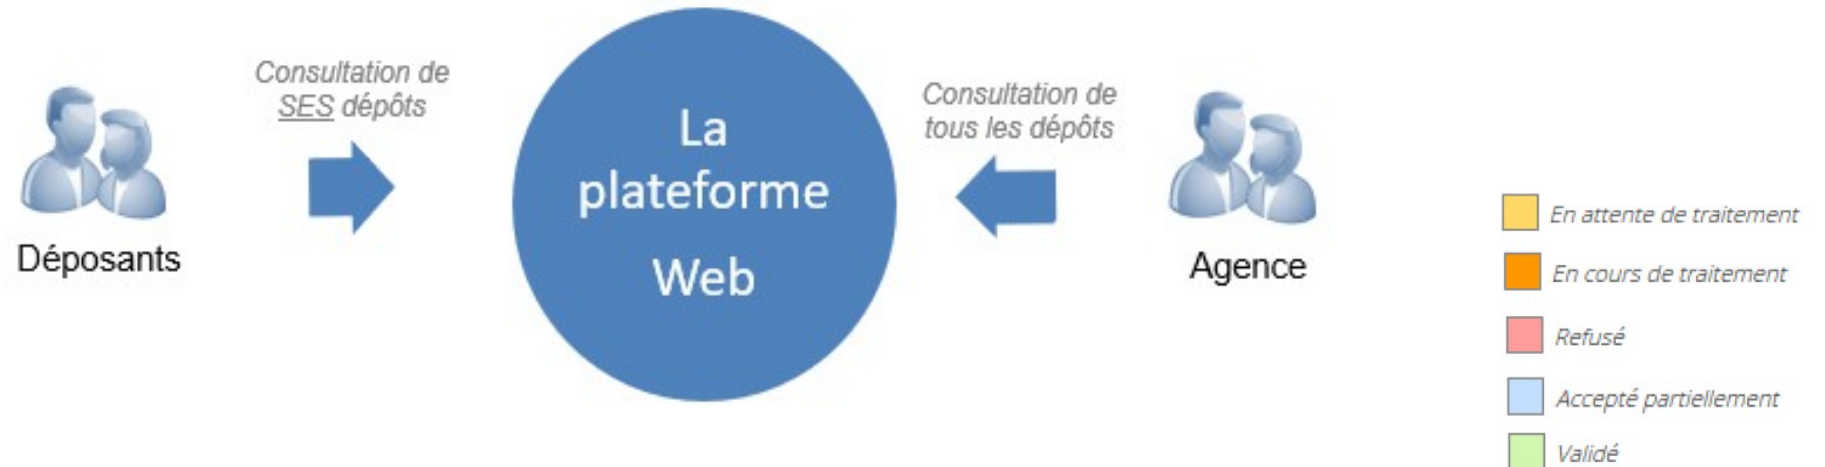 Consultation de
SES dépôts
Déposants
La
plateforme
Web
Consultation de
tous les dépôts
Agence
En attente de traitement
En cours de traitement
Refusé
Accepté partiellement
Validé